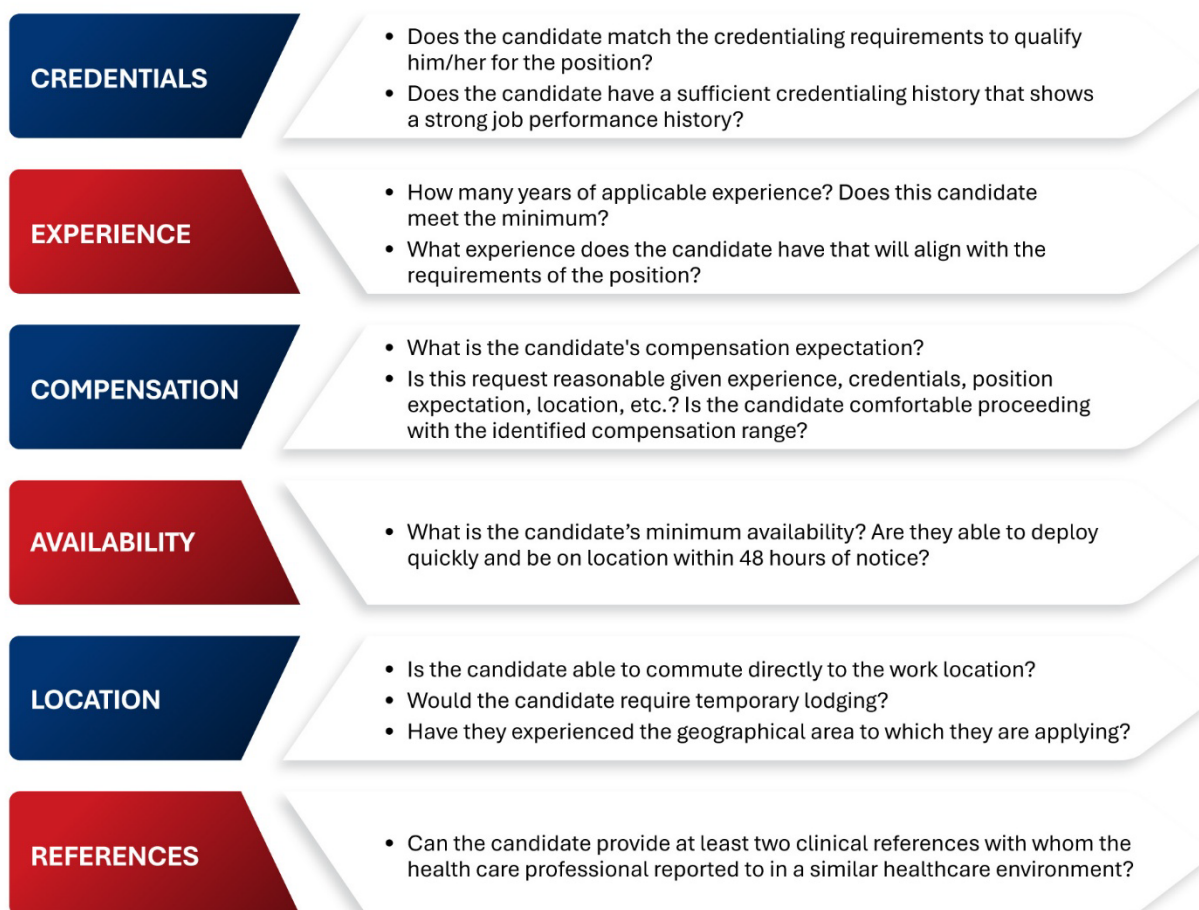 CREDENTIALS
• Does the candidate match the credentialing requirements to qualify
him/her for the position?
• Does the candidate have a sufficient credentialing history that shows
a strong job performance history?
EXPERIENCE
• How many years of applicable experience? Does this candidate
meet the minimum?
• What experience does the candidate have that will align with the
requirements of the position?
COMPENSATION
• What is the candidate's compensation expectation?
• Is this request reasonable given experience, credentials, position
expectation, location, etc.? Is the candidate comfortable proceeding
with the identified compensation range?
AVAILABILITY
• What is the candidate’s minimum availability? Are they able to deploy
quickly and be on location within 48 hours of notice?
LOCATION
• Is the candidate able to commute directly to the work location?
• Would the candidate require temporary lodging?
• Have they experienced the geographical area to which they are applying?
REFERENCES
• Can the candidate provide at least two clinical references with whom the
health care professional reported to in a similar healthcare environment?